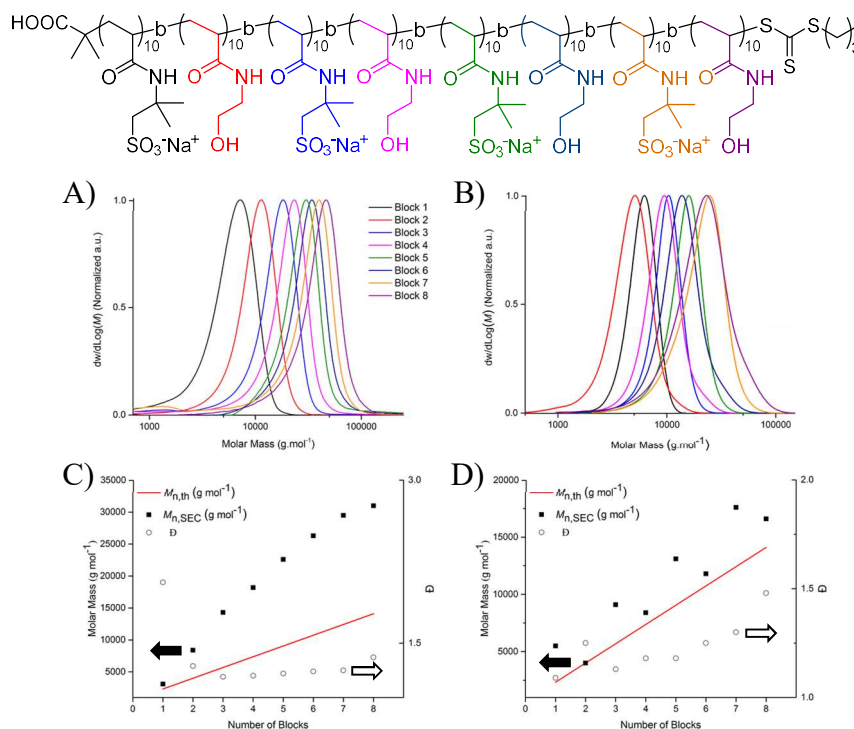 HOOC b b b b b b b S S
10 10 10 10 10 10 10 10 3
O NH O NH O NH O NH O NH O NH O NH O NH S
SO₃⁻Na⁺ OH SO₃⁻Na⁺ OH SO₃⁻Na⁺ OH SO₃⁻Na⁺ OH
A)
1.0
0.5
0.0
dw/dLog(M) (Normalized a.u.)
1000 10000 100000
Molar Mass (g.mol⁻¹)
Block 1
Block 2
Block 3
Block 4
Block 5
Block 6
Block 7
Block 8
B)
1.0
0.5
0.0
dw/dLog(M) (Normalized a.u.)
1000 10000 100000
Molar Mass (g.mol⁻¹)
C)
35000
30000
25000
20000
15000
10000
5000
Molar Mass (g mol⁻¹)
Mn,th (g mol⁻¹)
Mn,SEC (g mol⁻¹)
Đ
3.0
1.5
Đ
0 1 2 3 4 5 6 7 8
Number of Blocks
D)
20000
17500
15000
12500
10000
7500
5000
2500
Molar Mass (g mol⁻¹)
Mn,th (g mol⁻¹)
Mn,SEC (g mol⁻¹)
Đ
2.0
1.5
1.0
Đ
0 1 2 3 4 5 6 7 8
Number of Blocks